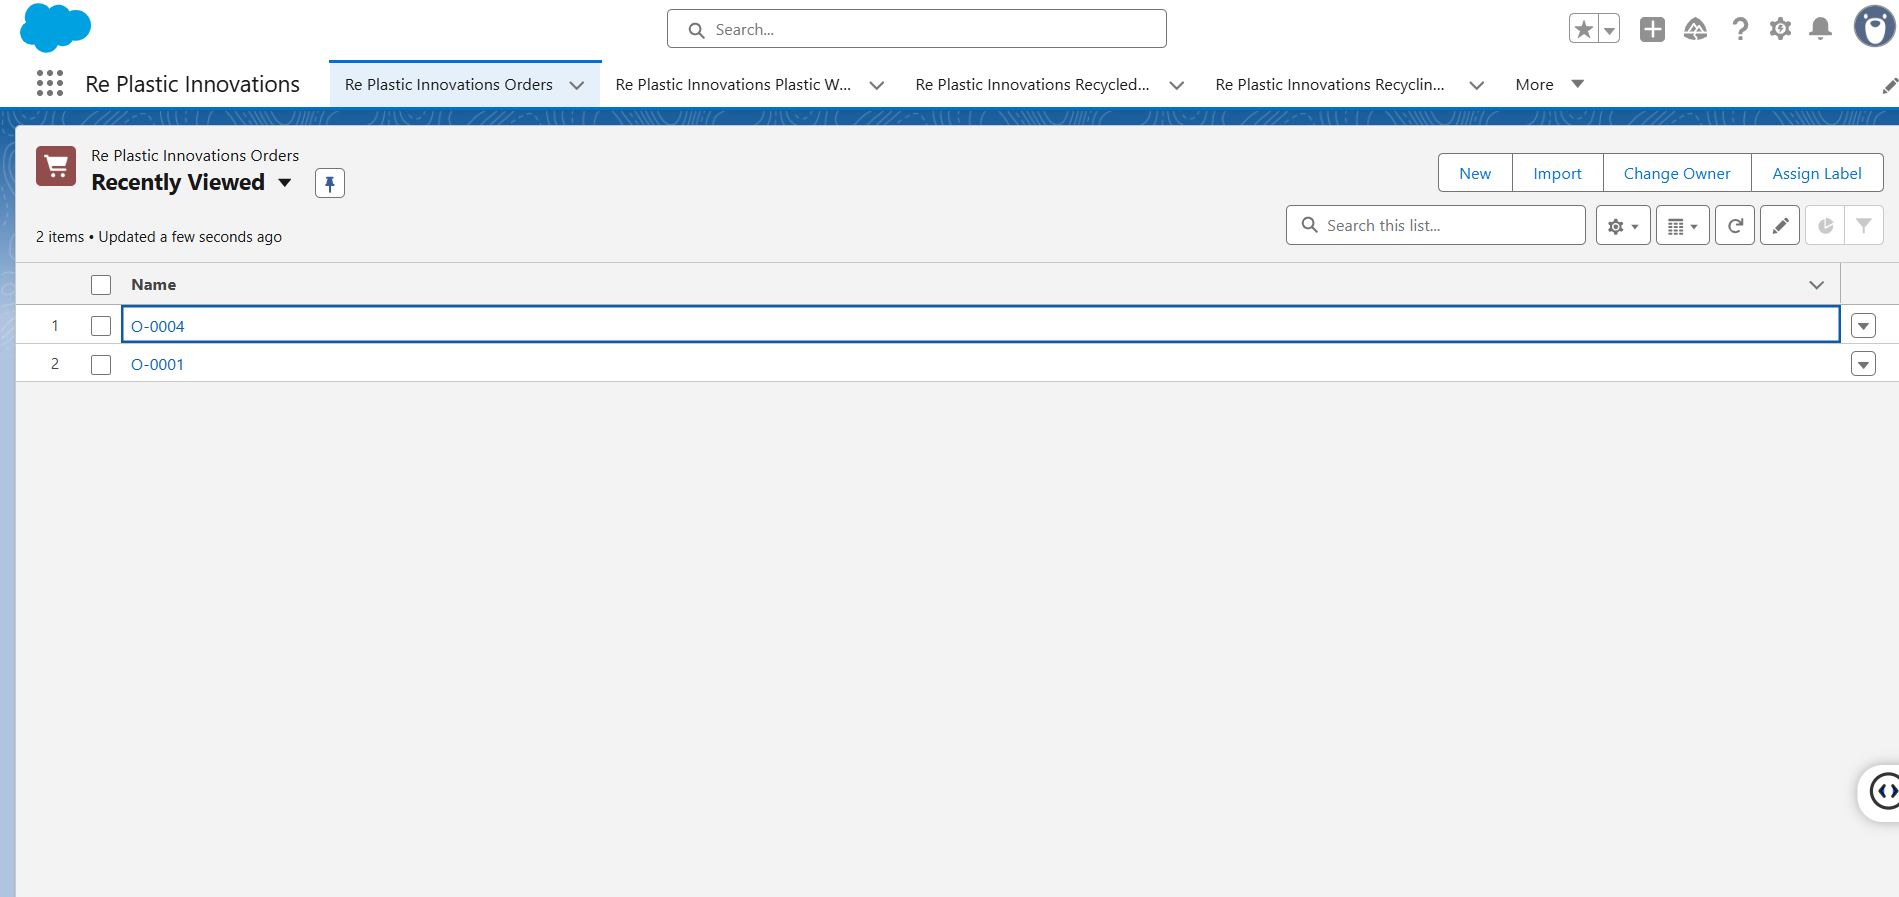 Search...
Re Plastic Innovations
Re Plastic Innovations Orders
Re Plastic Innovations Plastic W...
Re Plastic Innovations Recycled...
Re Plastic Innovations Recyclin...
More
Re Plastic Innovations Orders
Recently Viewed
New
Import
Change Owner
Assign Label
2 items • Updated a few seconds ago
Search this list...
Name
1 O-0004
2 O-0001